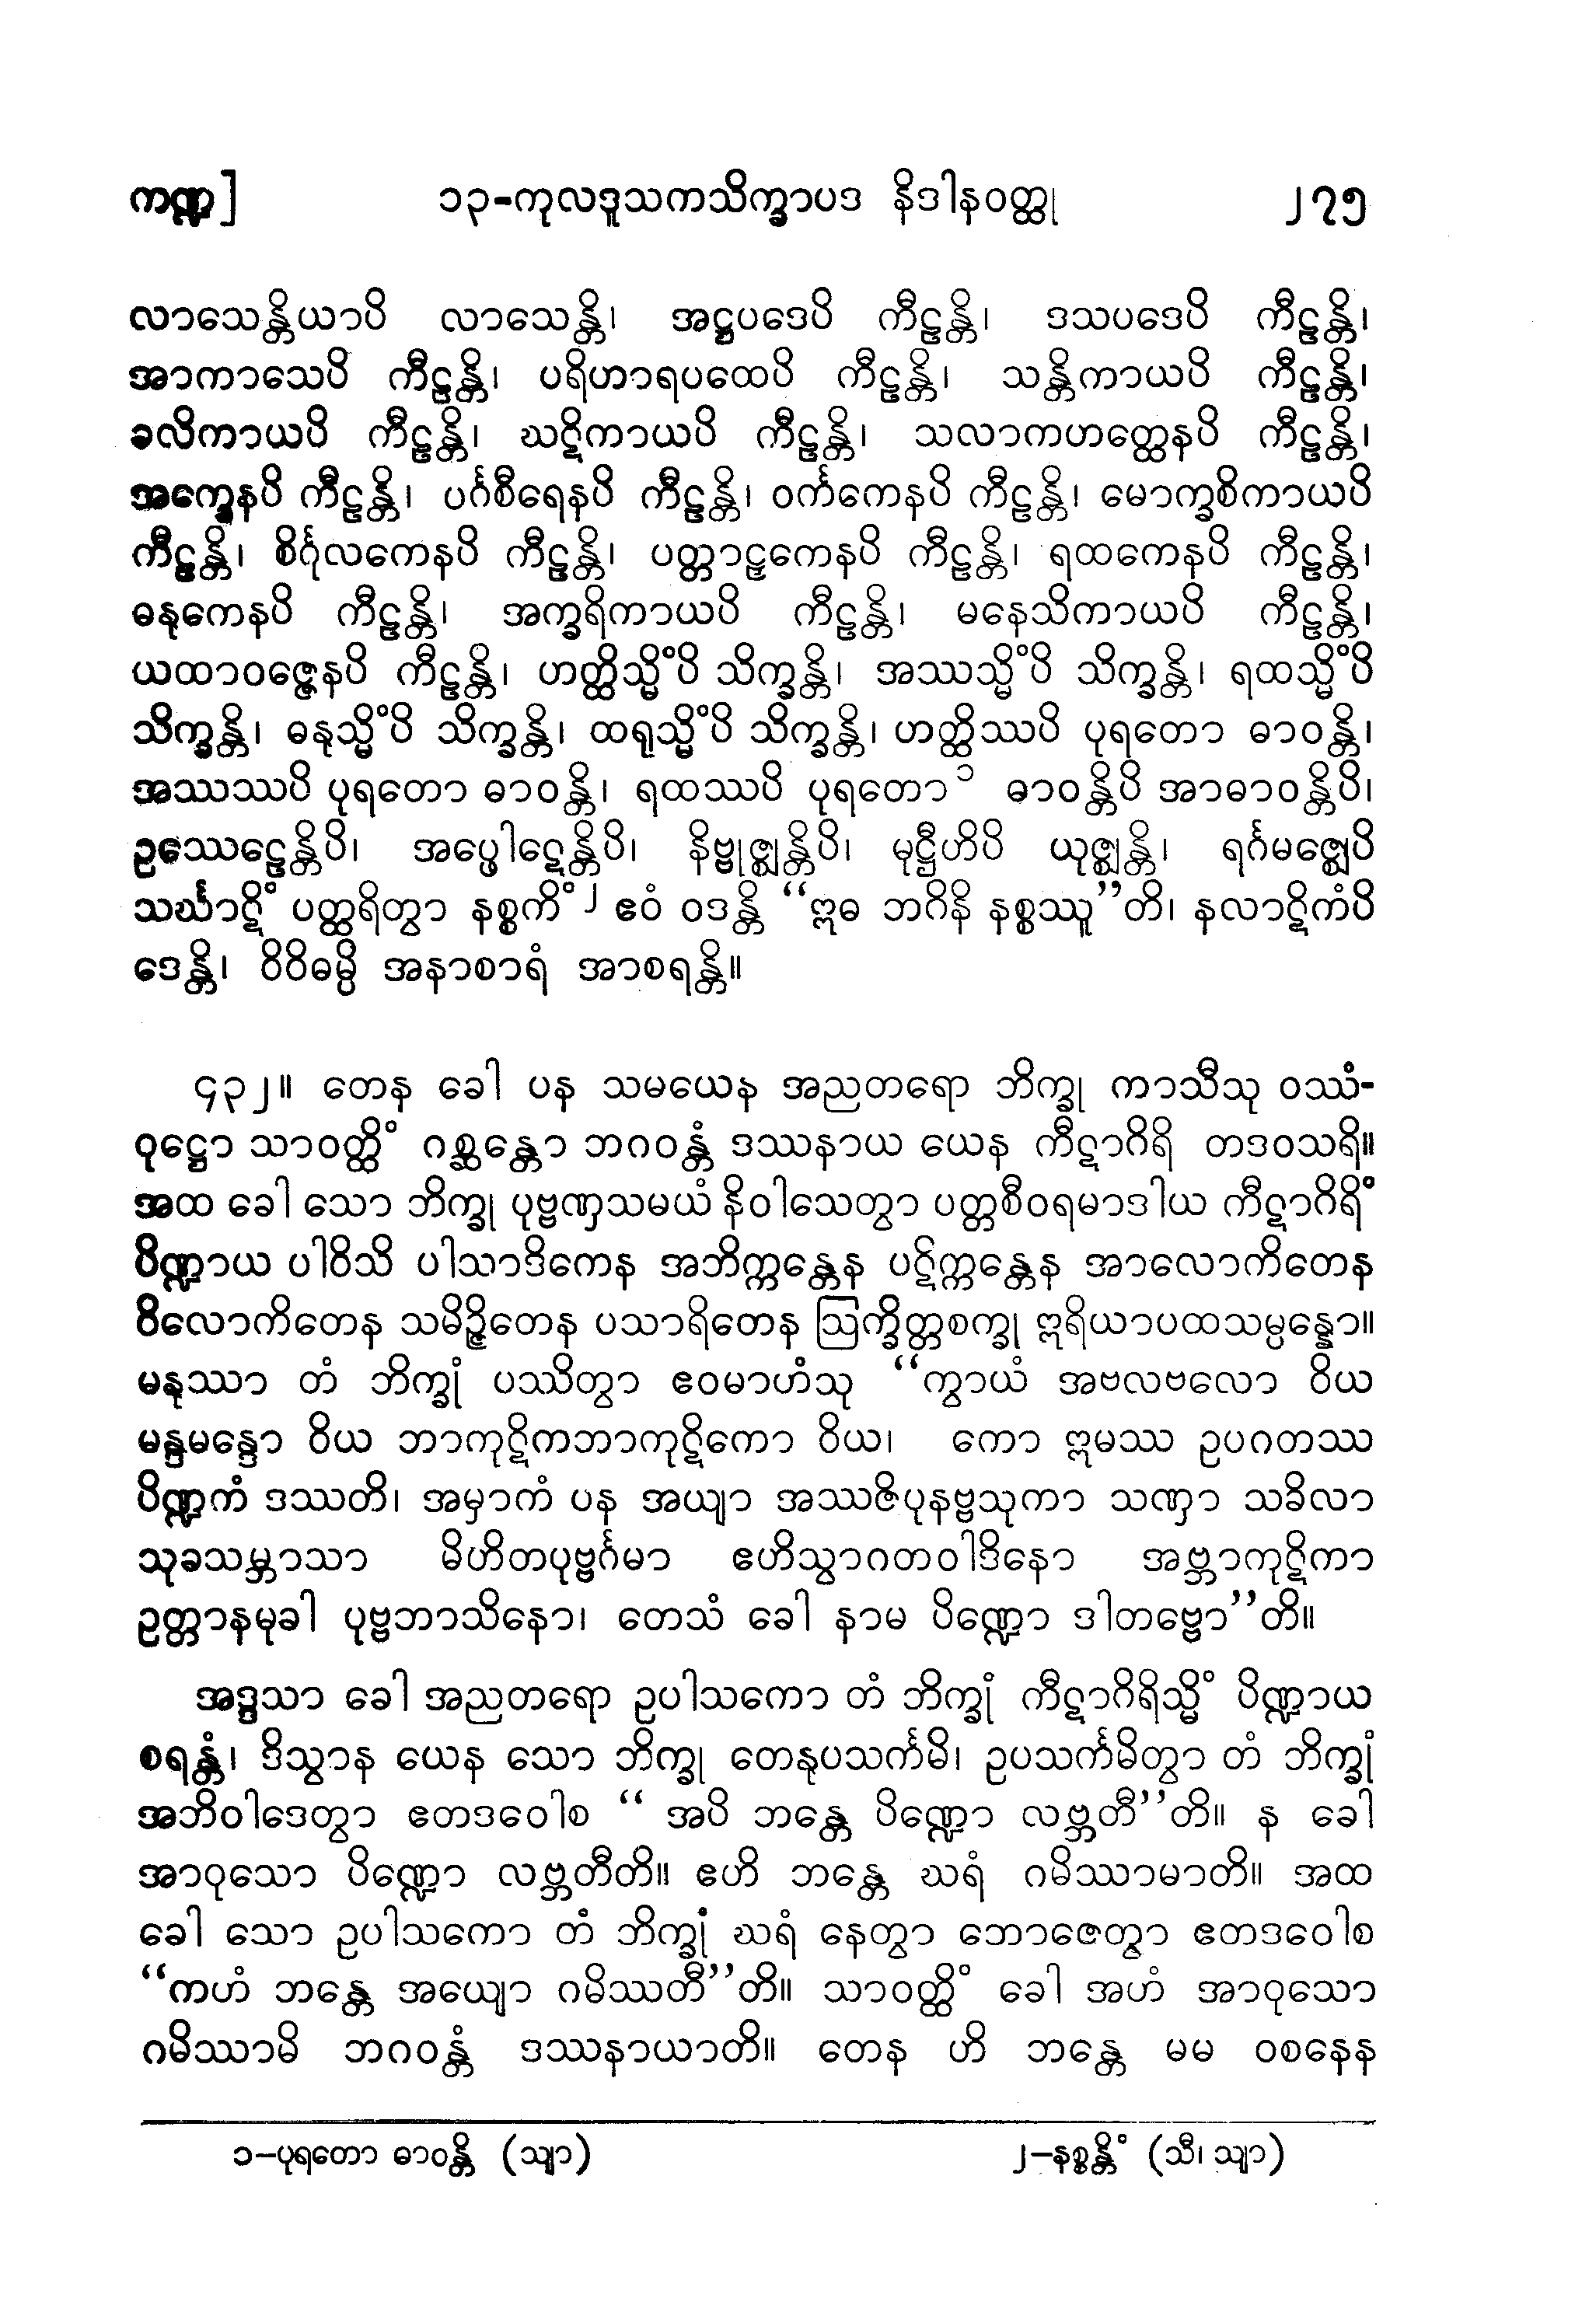 ကဏ္ဍ] ၁၃-ကုလဒူသကသိက္ခာပဒ နိဒါနဝတ္ထု ၂၇၅
လာသေန္တိယာပိ လာသေန္တိ၊ အဋ္ဌပဒေပိ ကီဠန္တိ၊ ဒသပဒေပိ ကီဠန္တိ၊
အာကာသေပိ ကီဠန္တိ၊ ပရိဟာရပထေပိ ကီဠန္တိ၊ သန္တိကာယပိ ကီဠန္တိ၊
ခလိကာယပိ ကီဠန္တိ၊ ဃဋိကာယပိ ကီဠန္တိ၊ သလာကဟတ္ထေနပိ ကီဠန္တိ၊
အက္ခေနပိ ကီဠန္တိ၊ ပင်္ဂစီရေနပိ ကီဠန္တိ၊ ဝင်္ကကေနပိ ကီဠန္တိ၊ မောက္ခစိကာယပိ
ကီဠန္တိ၊ စိင်္ဂုလကေနပိ ကီဠန္တိ၊ ပတ္တာဠှကေနပိ ကီဠန္တိ၊ ရထကေနပိ ကီဠန္တိ၊
ဓနုကေနပိ ကီဠန္တိ၊ အက္ခရိကာယပိ ကီဠန္တိ၊ မနေသိကာယပိ ကီဠန္တိ၊
ယထာဝဇ္ဇေနပိ ကီဠန္တိ၊ ဟတ္ထိသ္မိံပိ သိက္ခန္တိ၊ အဿသ္မိံပိ သိက္ခန္တိ၊ ရထသ္မိံပိ
သိက္ခန္တိ၊ ဓနုသ္မိံပိ သိက္ခန္တိ၊ ထရုသ္မိံပိ သိက္ခန္တိ၊ ဟတ္ထိဿပိ ပုရတော ဓာဝန္တိ၊
အဿဿပိ ပုရတော ဓာဝန္တိ၊ ရထဿပိ ပုရတော ၁ ဓာဝန္တိပိ အာဓာဝန္တိပိ၊
ဥဿေဠေန္တိပိ၊ အပ္ဖေါဋေန္တိပိ၊ နိဗ္ဗုဇ္ဈန္တိပိ၊ မုဋ္ဌီဟိပိ ယုဇ္ဈန္တိ၊ ရင်္ဂမဇ္ဈေပိ
သင်္ဃာဋိံ ပတ္ထရိတွာ နစ္စကိံ ၂ ဧဝံ ဝဒန္တိ “ဣဓ ဘဂိနိ နစ္စဿူ”တိ၊ နလာဋိကံပိ
ဒေန္တိ၊ ဝိဝိဓမ္ပိ အနာစာရံ အာစရန္တိ။
၄၃၂။ တေန ခေါ ပန သမယေန အညတရော ဘိက္ခု ကာသီသု ဝဿံ-
ဝုဋ္ဌော သာဝတ္ထိံ ဂစ္ဆန္တော ဘဂဝန္တံ ဒဿနာယ ယေန ကီဋာဂိရိ တဒဝသရိ။
အထ ခေါ သော ဘိက္ခု ပုဗ္ဗဏှသမယံ နိဝါသေတွာ ပတ္တစီဝရမာဒါယ ကီဋာဂိရိံ
ပိဏ္ဍာယ ပါဝိသိ ပါသာဒိကေန အဘိက္ကန္တေန ပဋိက္ကန္တေန အာလောကိတေန
ဝိလောကိတေန သမိဉ္ဇိတေန ပသာရိတေန ဩက္ခိတ္တစက္ခု ဣရိယာပထသမ္ပန္နော။
မနုဿာ တံ ဘိက္ခုံ ပဿိတွာ ဧဝမာဟံသု “ကွာယံ အဗလဗလော ဝိယ
မန္ဒမန္ဒော ဝိယ ဘာကုဋိကဘာကုဋိကော ဝိယ၊ ကော ဣမဿ ဥပဂတဿ
ပိဏ္ဍကံ ဒဿတိ၊ အမှာကံ ပန အယျာ အဿဇိပုနဗ္ဗသုကာ သဏှာ သခိလာ
သုခသမ္ဘာသာ မိဟိတပုဗ္ဗင်္ဂမာ ဧဟိသွာဂတဝါဒိနော အဗ္ဘာကုဋိကာ
ဥတ္တာနမုခါ ပုဗ္ဗဘာသိနော၊ တေသံ ခေါ နာမ ပိဏ္ဍော ဒါတဗ္ဗော”တိ။
အဒ္ဒသာ ခေါ အညတရော ဥပါသကော တံ ဘိက္ခုံ ကီဋာဂိရိသ္မိံ ပိဏ္ဍာယ
စရန္တံ၊ ဒိသွာန ယေန သော ဘိက္ခု တေနုပသင်္ကမိ၊ ဥပသင်္ကမိတွာ တံ ဘိက္ခုံ
အဘိဝါဒေတွာ ဧတဒဝေါစ “ အပိ ဘန္တေ ပိဏ္ဍော လဗ္ဘတီ”တိ။ န ခေါ
အာဝုသော ပိဏ္ဍော လဗ္ဘတီတိ။ ဧဟိ ဘန္တေ ဃရံ ဂမိဿာမာတိ။ အထ
ခေါ သော ဥပါသကော တံ ဘိက္ခုံ ဃရံ နေတွာ ဘောဇေတွာ ဧတဒဝေါစ
“ကဟံ ဘန္တေ အယျော ဂမိဿတီ”တိ။ သာဝတ္ထိံ ခေါ အဟံ အာဝုသော
ဂမိဿာမိ ဘဂဝန္တံ ဒဿနာယာတိ။ တေန ဟိ ဘန္တေ မမ ဝစနေန
၁–ပုရတော ဓာဝန္တိ (သျာ) ၂–နစ္စန္တိံ (သီ၊ သျာ)